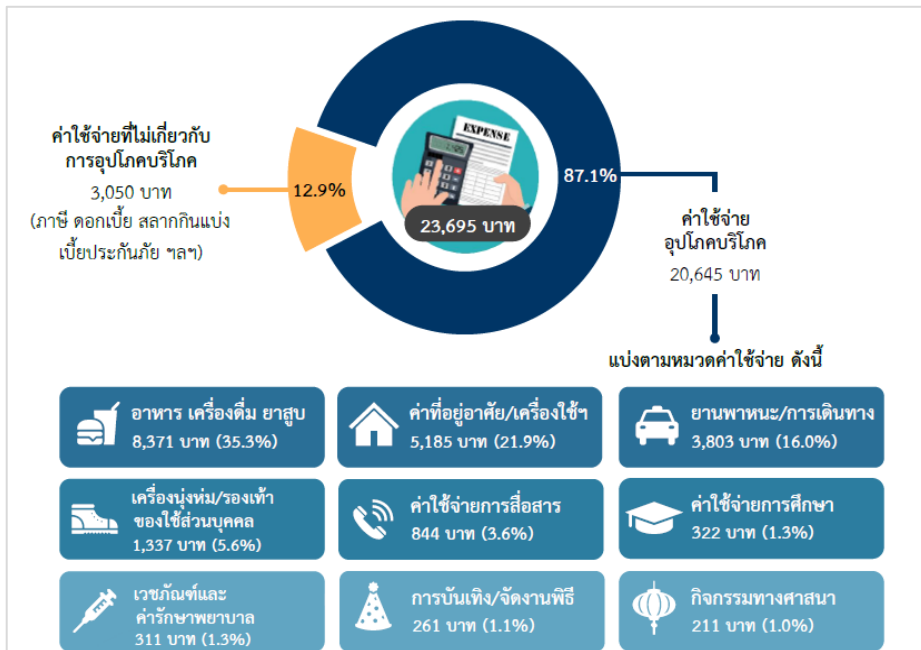 ค่าใช้จ่ายที่ไม่เกี่ยวกับ
การอุปโภคบริโภค
3,050 บาท
(ภาษี ดอกเบี้ย สลากกินแบ่ง
เบี้ยประกันภัย ฯลฯ)
12.9%
EXPENSE
23,695 บาท
87.1%
ค่าใช้จ่าย
อุปโภคบริโภค
20,645 บาท
แบ่งตามหมวดค่าใช้จ่าย ดังนี้
อาหาร เครื่องดื่ม ยาสูบ
8,371 บาท (35.3%)
ค่าที่อยู่อาศัย/เครื่องใช้ฯ
5,185 บาท (21.9%)
ยานพาหนะ/การเดินทาง
3,803 บาท (16.0%)
เครื่องนุ่งห่ม/รองเท้า
ของใช้ส่วนบุคคล
1,337 บาท (5.6%)
ค่าใช้จ่ายการสื่อสาร
844 บาท (3.6%)
ค่าใช้จ่ายการศึกษา
322 บาท (1.3%)
เวชภัณฑ์และ
ค่ารักษาพยาบาล
311 บาท (1.3%)
การบันเทิง/จัดงานพิธี
261 บาท (1.1%)
กิจกรรมทางศาสนา
211 บาท (1.0%)